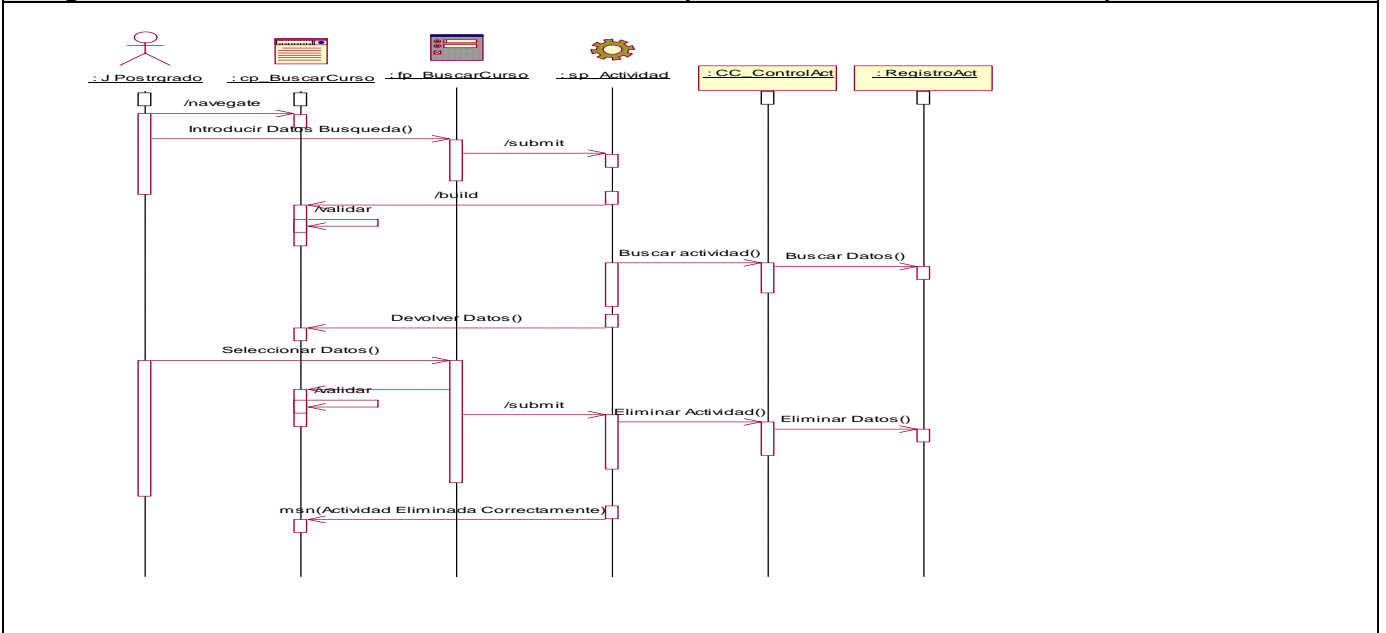 : J Postrgrado
: cp_BuscarCurso
: fp_BuscarCurso
: sp_Actividad
: CC_ControlAct
: RegistroAct
/navegate
Introducir Datos Busqueda()
/submit
/build
/validar
Buscar actividad()
Buscar Datos()
Devolver Datos()
Seleccionar Datos()
/validar
/submit
Eliminar Actividad()
Eliminar Datos()
msn(Actividad Eliminada Correctamente)